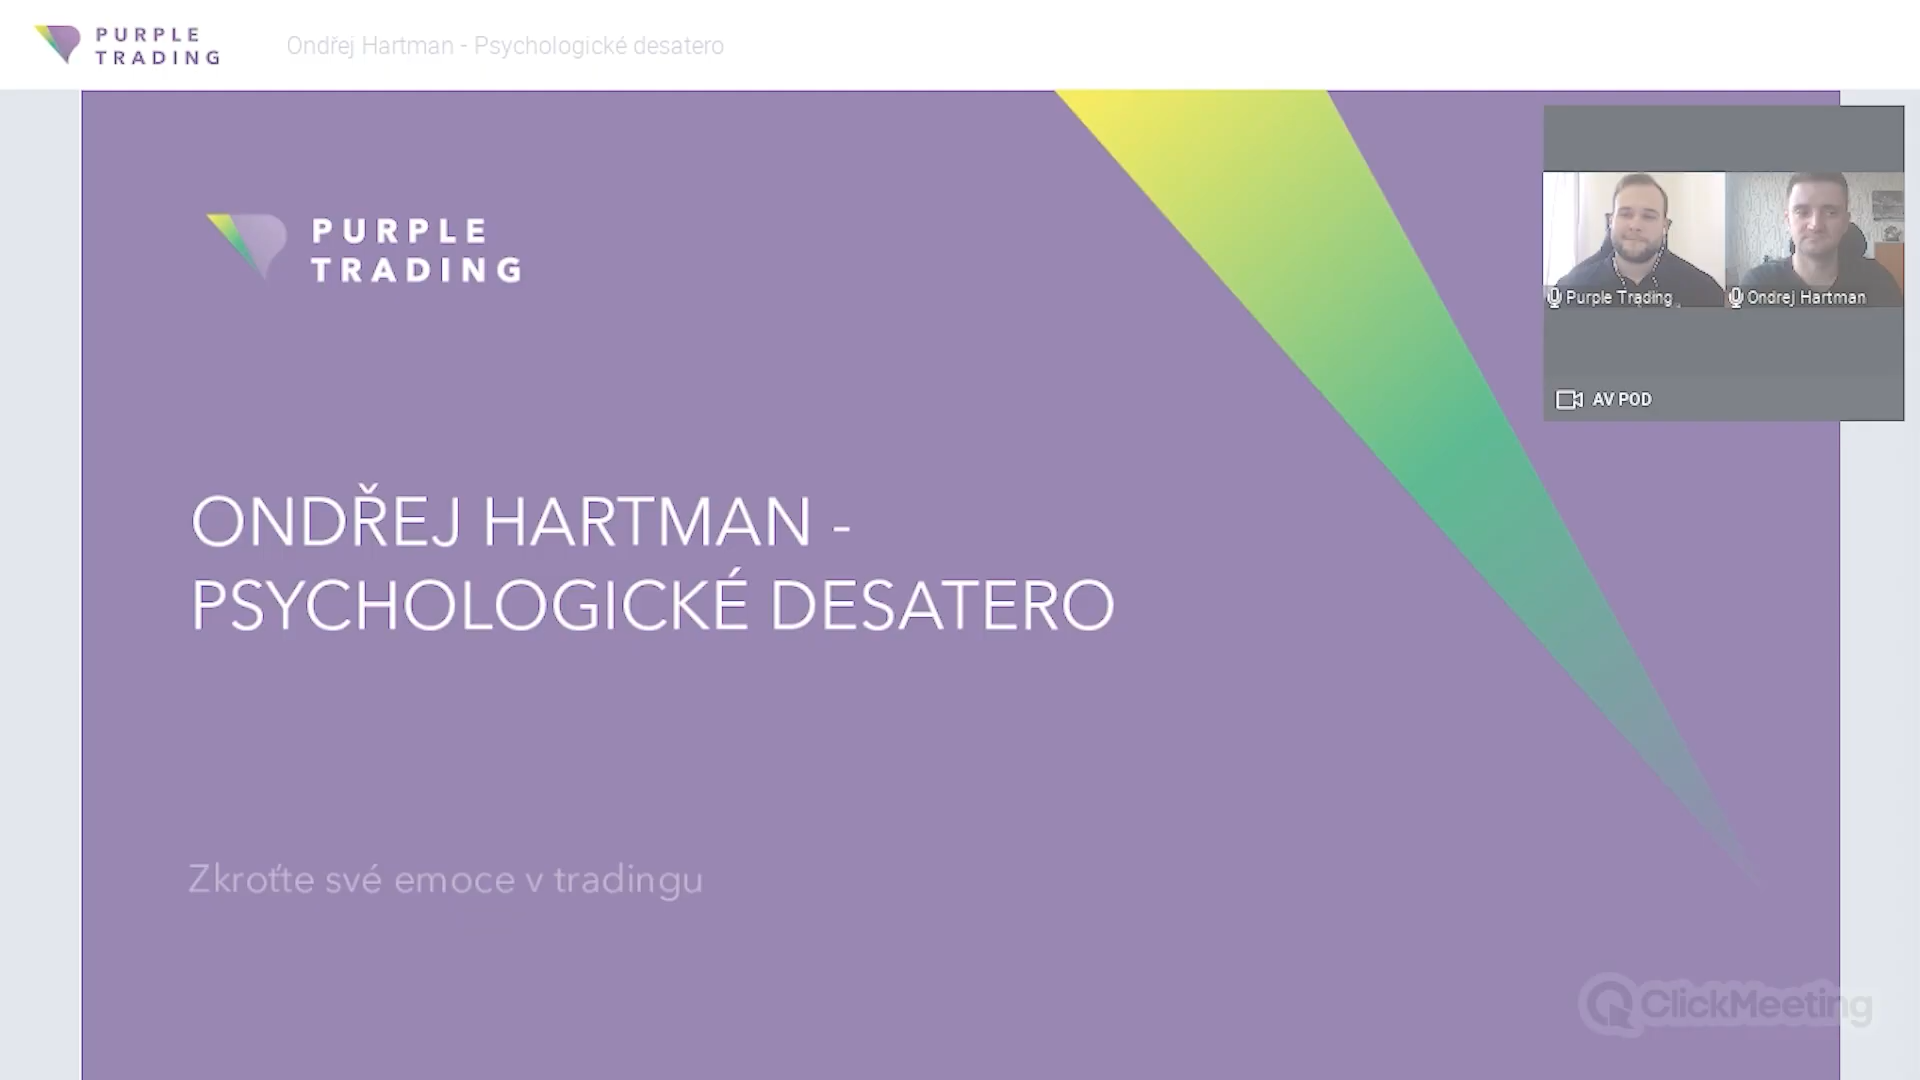 PURPLE
TRADING
Ondřej Hartman - Psychologické desatero
PURPLE
TRADING
Purple Trading
Ondrej Hartman
AV POD
ONDŘEJ HARTMAN -
PSYCHOLOGICKÉ DESATERO
Zkroťte své emoce v tradingu
ClickMeeting